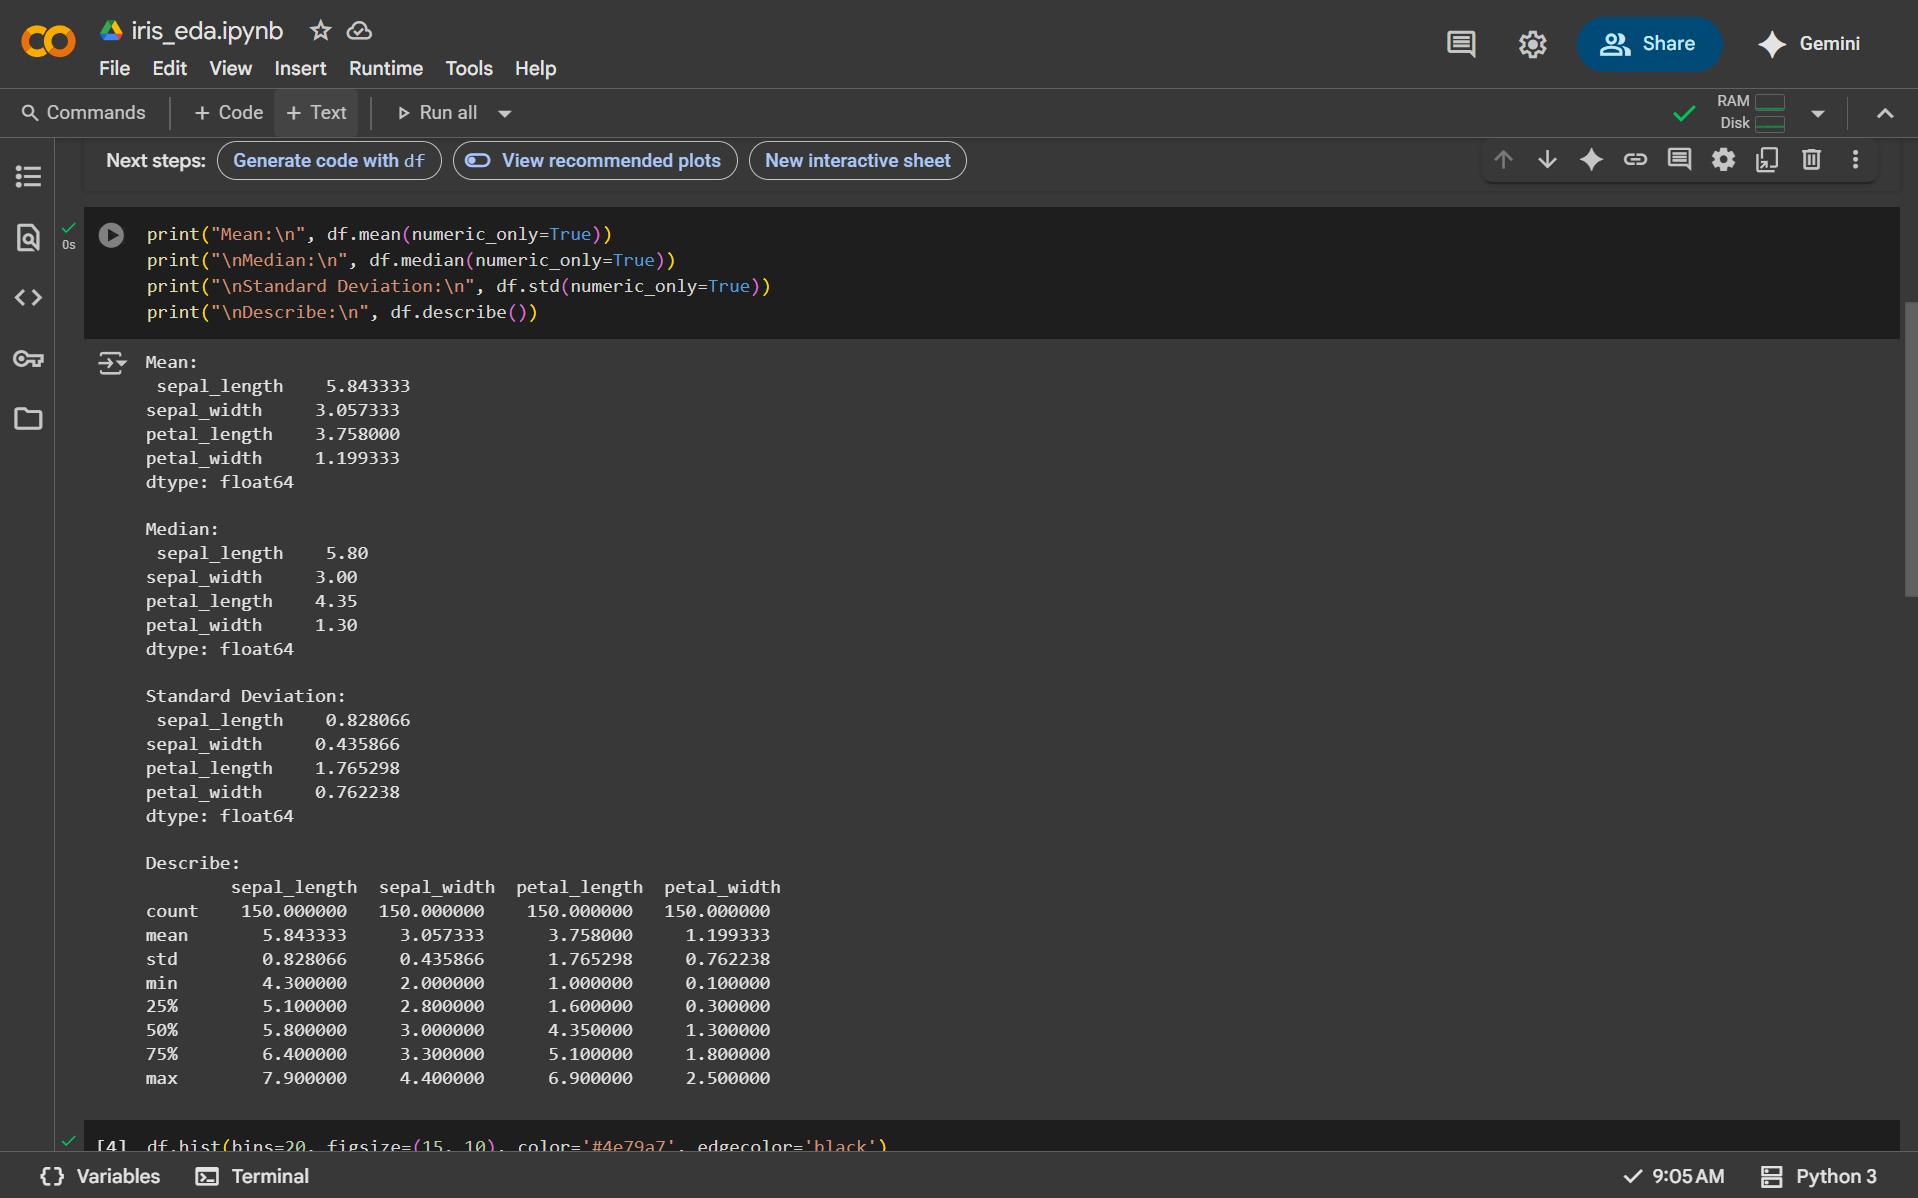 iris_eda.ipynb
File Edit View Insert Runtime Tools Help
Share
Gemini
Commands + Code + Text Run all
RAM
Disk
Next steps: Generate code with df View recommended plots New interactive sheet
0s
print("Mean:\n", df.mean(numeric_only=True))
print("\nMedian:\n", df.median(numeric_only=True))
print("\nStandard Deviation:\n", df.std(numeric_only=True))
print("\nDescribe:\n", df.describe())
Mean:
 sepal_length    5.843333
sepal_width     3.057333
petal_length    3.758000
petal_width     1.199333
dtype: float64
Median:
 sepal_length    5.80
sepal_width     3.00
petal_length    4.35
petal_width     1.30
dtype: float64
Standard Deviation:
 sepal_length    0.828066
sepal_width     0.435866
petal_length    1.765298
petal_width     0.762238
dtype: float64
Describe:
        sepal_length  sepal_width  petal_length  petal_width
count    150.000000   150.000000    150.000000   150.000000
mean       5.843333     3.057333      3.758000     1.199333
std        0.828066     0.435866      1.765298     0.762238
min        4.300000     2.000000      1.000000     0.100000
25%        5.100000     2.800000      1.600000     0.300000
50%        5.800000     3.000000      4.350000     1.300000
75%        6.400000     3.300000      5.100000     1.800000
max        7.900000     4.400000      6.900000     2.500000
[4] df.hist(bins=20, figsize=(15, 10), color='#4e79a7', edgecolor='black')
Variables Terminal
9:05 AM Python 3